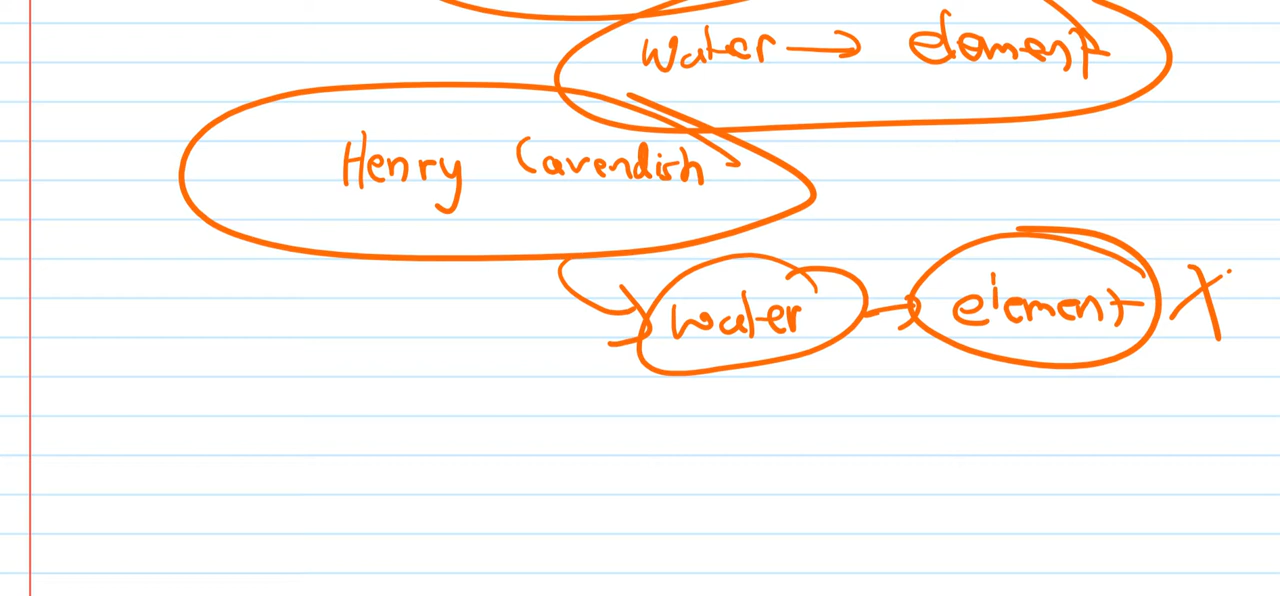 Water → element
Henry Cavendish
water → element X